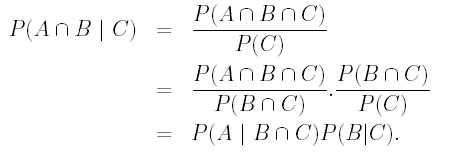 P(A ∩ B | C) = P(A ∩ B ∩ C) / P(C)
= P(A ∩ B ∩ C) / P(B ∩ C) . P(B ∩ C) / P(C)
= P(A | B ∩ C)P(B|C).